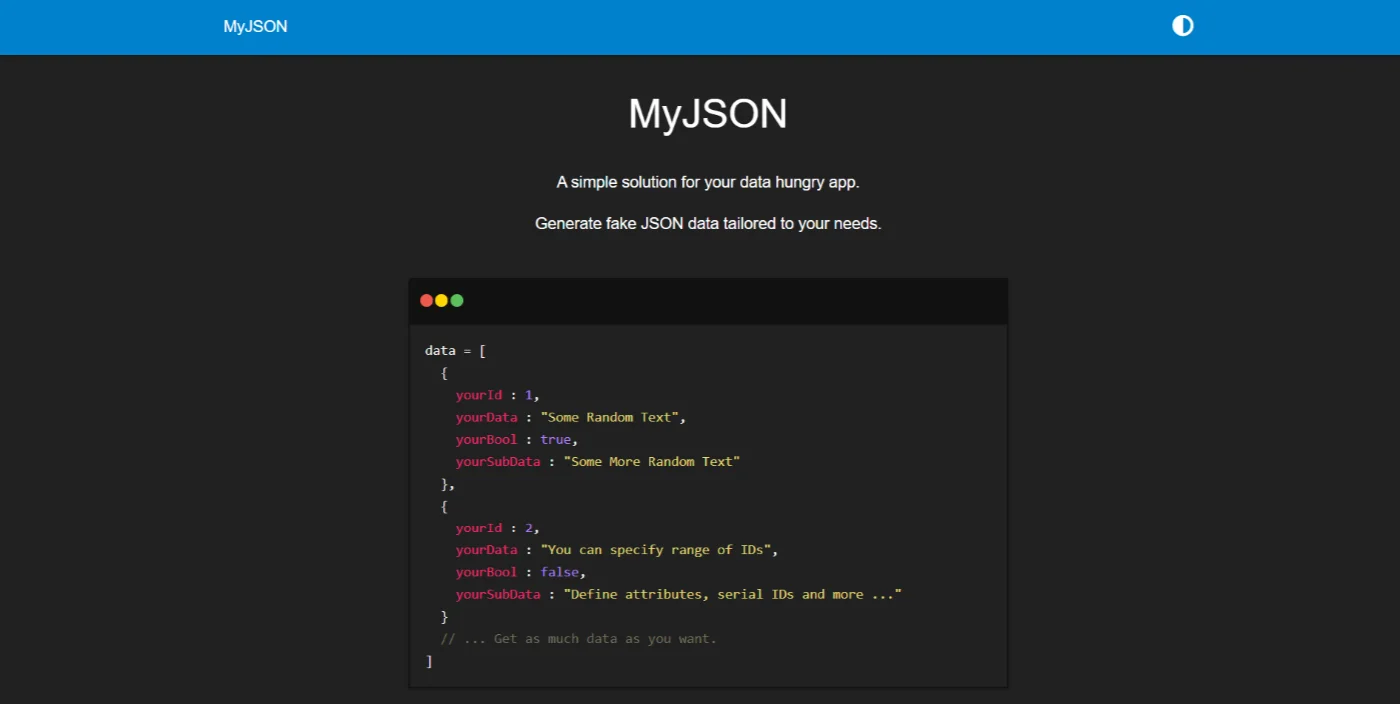 MyJSON
MyJSON
A simple solution for your data hungry app.
Generate fake JSON data tailored to your needs.
data = [
  {
    yourId : 1,
    yourData : "Some Random Text",
    yourBool : true,
    yourSubData : "Some More Random Text"
  },
  {
    yourId : 2,
    yourData : "You can specify range of IDs",
    yourBool : false,
    yourSubData : "Define attributes, serial IDs and more ..."
  }
  // ... Get as much data as you want.
]